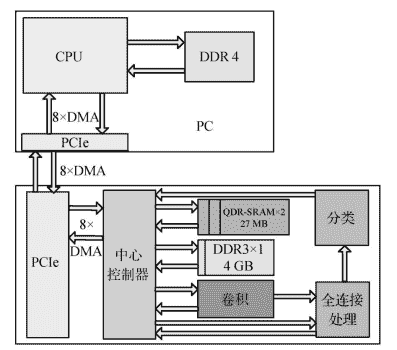 CPU
DDR 4
8×DMA
PC
PCIe
8×DMA
PCIe
8×
DMA
中心
控制器
QDR-SRAM×2
27 MB
DDR3×1
4 GB
卷积
分类
全连接
处理